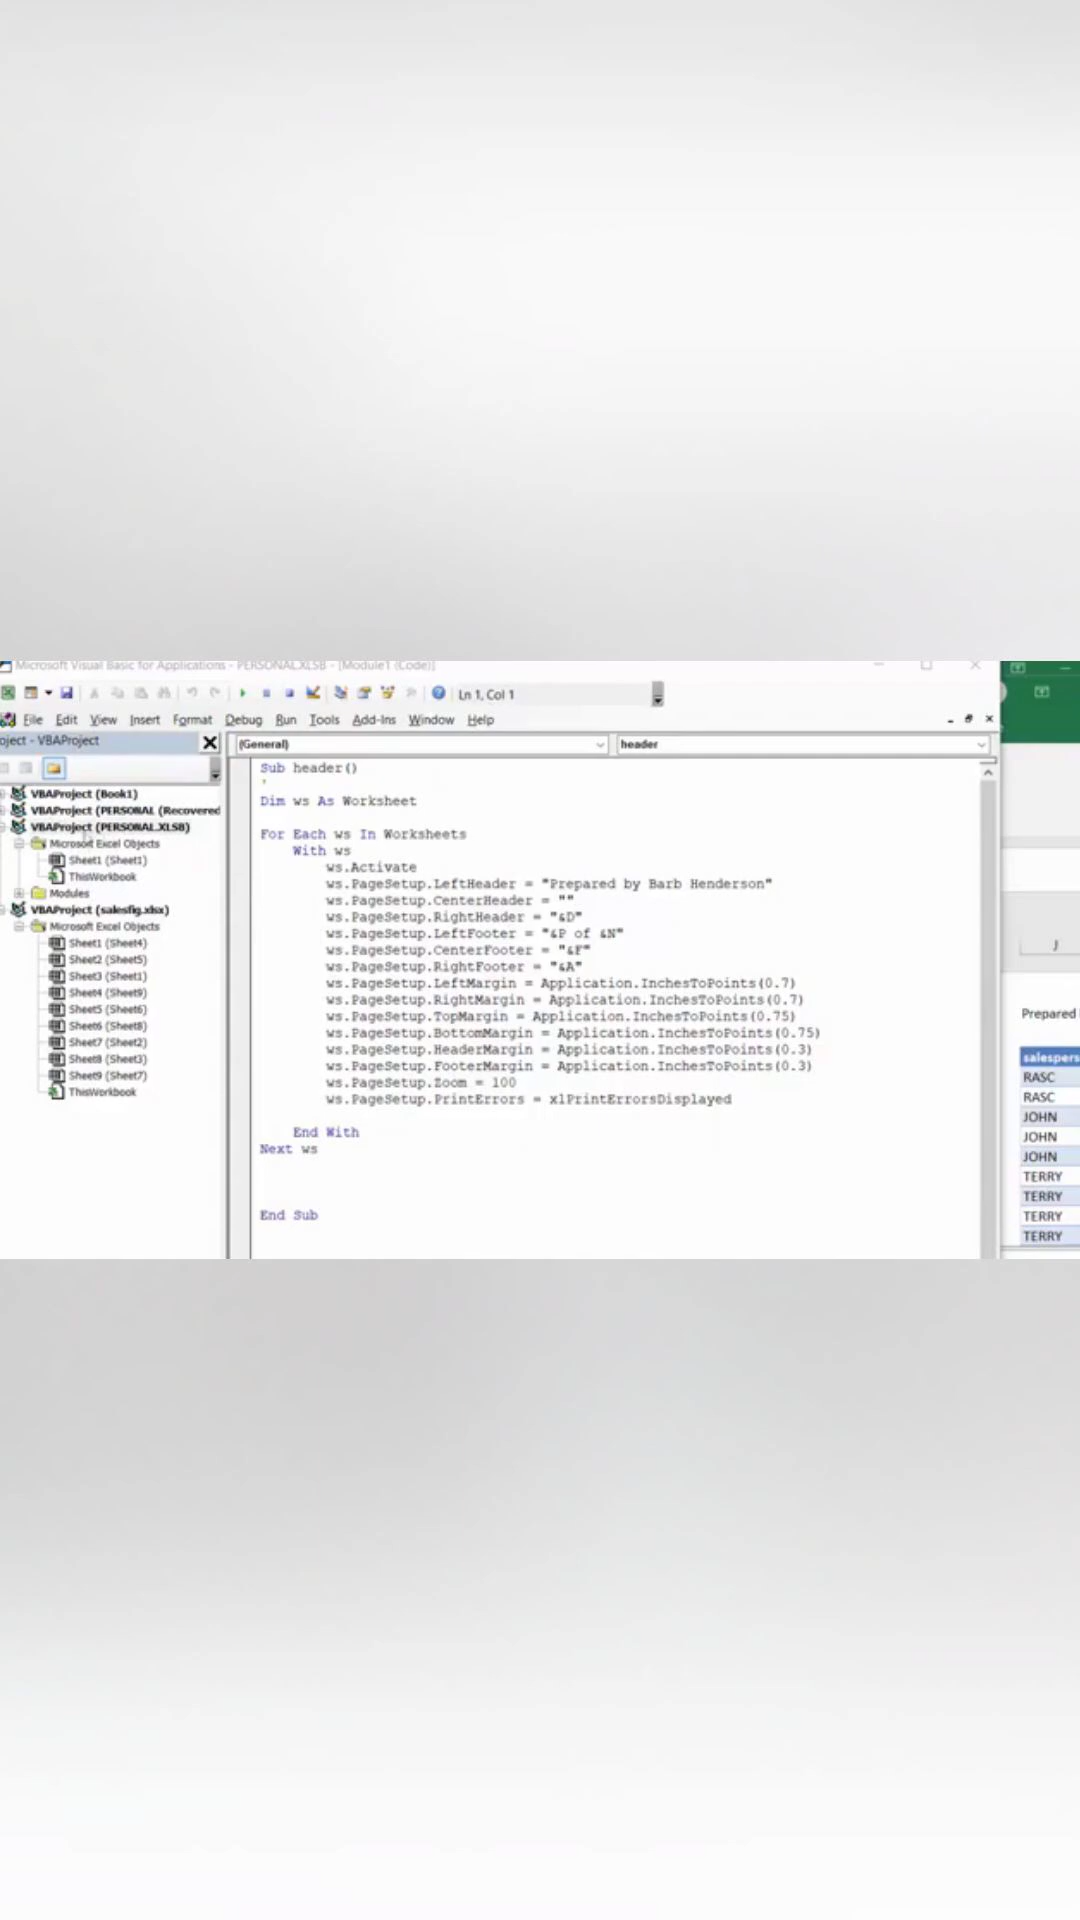 Microsoft Visual Basic for Applications - PERSONAL.XLSB - [Module1 (Code)]
Ln 1, Col 1
File Edit View Insert Format Debug Run Tools Add-Ins Window Help
oject - VBAProject
(General)
header
VBAProject (Book1)
VBAProject (PERSONAL (Recovered
VBAProject (PERSONAL.XLSB)
Microsoft Excel Objects
Sheet1 (Sheet1)
ThisWorkbook
Modules
VBAProject (salesfig.xlsx)
Microsoft Excel Objects
Sheet1 (Sheet4)
Sheet2 (Sheet5)
Sheet3 (Sheet1)
Sheet4 (Sheet9)
Sheet5 (Sheet6)
Sheet6 (Sheet8)
Sheet7 (Sheet2)
Sheet8 (Sheet3)
Sheet9 (Sheet7)
ThisWorkbook
Sub header()
'
Dim ws As Worksheet
For Each ws In Worksheets
With ws
ws.Activate
ws.PageSetup.LeftHeader = "Prepared by Barb Henderson"
ws.PageSetup.CenterHeader = ""
ws.PageSetup.RightHeader = "&D"
ws.PageSetup.LeftFooter = "&P of &N"
ws.PageSetup.CenterFooter = "&F"
ws.PageSetup.RightFooter = "&A"
ws.PageSetup.LeftMargin = Application.InchesToPoints(0.7)
ws.PageSetup.RightMargin = Application.InchesToPoints(0.7)
ws.PageSetup.TopMargin = Application.InchesToPoints(0.75)
ws.PageSetup.BottomMargin = Application.InchesToPoints(0.75)
ws.PageSetup.HeaderMargin = Application.InchesToPoints(0.3)
ws.PageSetup.FooterMargin = Application.InchesToPoints(0.3)
ws.PageSetup.Zoom = 100
ws.PageSetup.PrintErrors = xlPrintErrorsDisplayed
End With
Next ws
End Sub
J
Prepared
salespers
RASC
RASC
JOHN
JOHN
JOHN
TERRY
TERRY
TERRY
TERRY